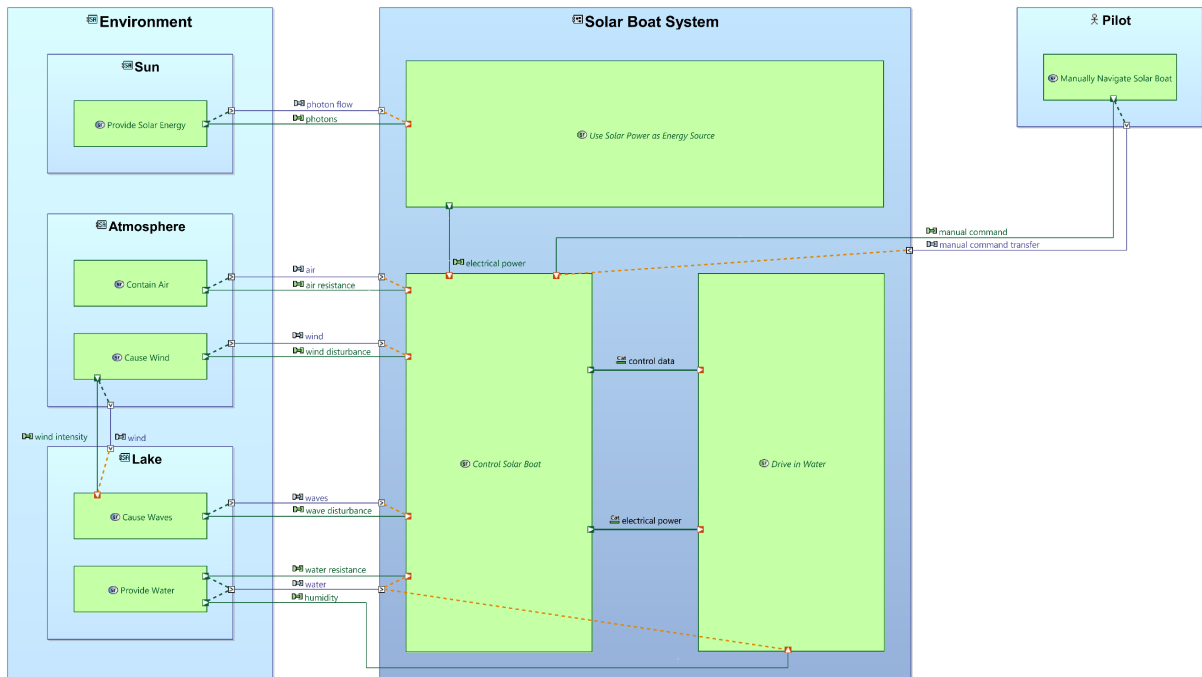 Environment
Solar Boat System
Pilot
Sun
Manually Navigate Solar Boat
Provide Solar Energy
photon flow
photons
Use Solar Power as Energy Source
Atmosphere
manual command
manual command transfer
electrical power
air
air resistance
Contain Air
wind
wind disturbance
Cause Wind
control data
wind intensity
wind
Lake
Control Solar Boat
Drive in Water
waves
wave disturbance
Cause Waves
Cat
electrical power
water resistance
water
humidity
Provide Water